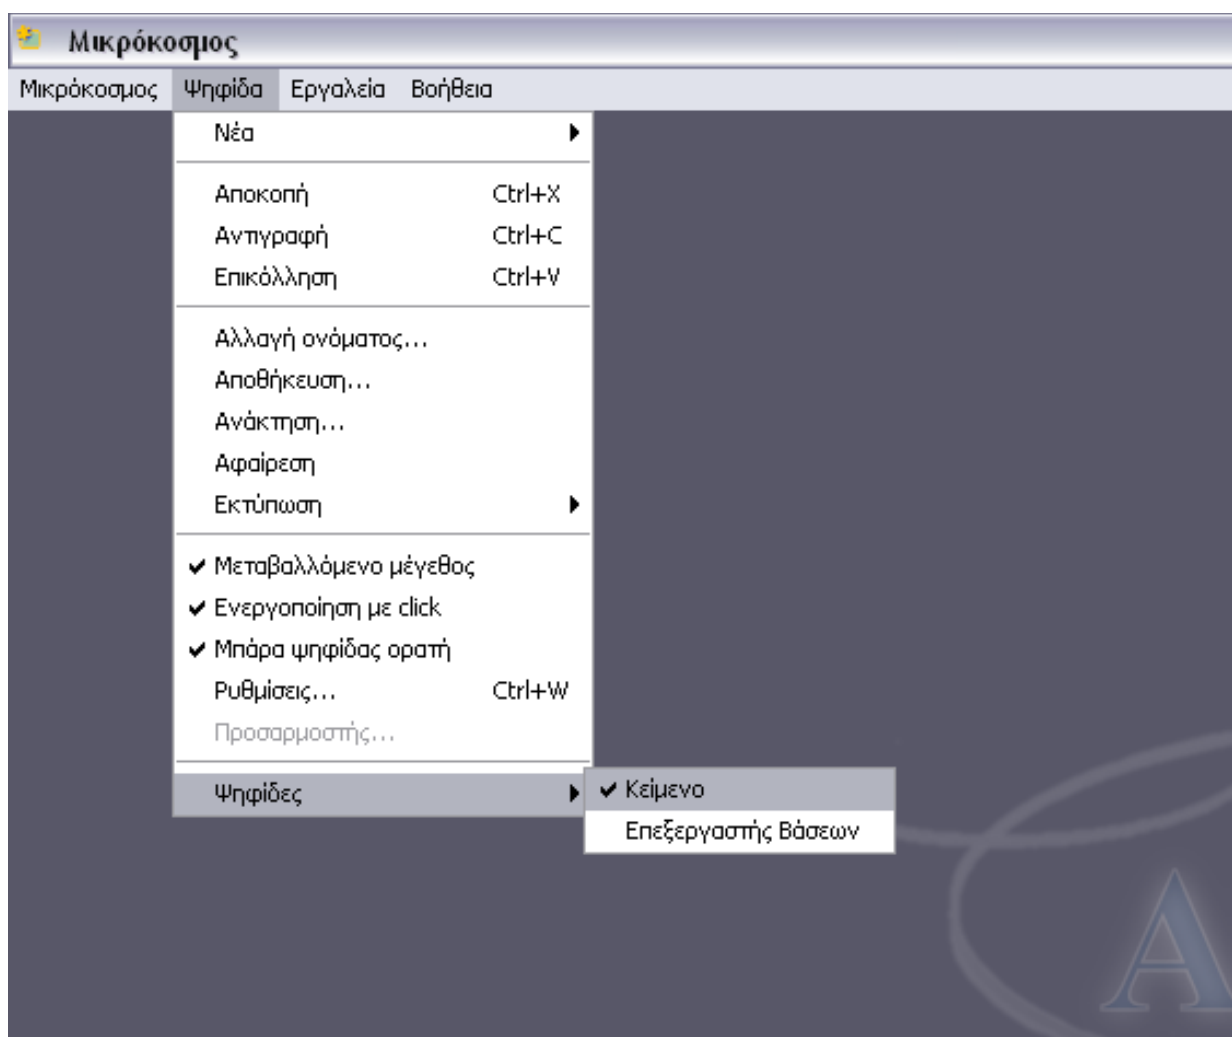 Μικρόκοσμος
Μικρόκοσμος Ψηφίδα Εργαλεία Βοήθεια
Νέα
Αποκοπή Ctrl+X
Αντιγραφή Ctrl+C
Επικόλληση Ctrl+V
Αλλαγή ονόματος...
Αποθήκευση...
Ανάκτηση...
Αφαίρεση
Εκτύπωση
Μεταβαλλόμενο μέγεθος
Ενεργοποίηση με click
Μπάρα ψηφίδας ορατή
Ρυθμίσεις... Ctrl+W
Προσαρμοστής...
Ψηφίδες
Κείμενο
Επεξεργαστής Βάσεων
A